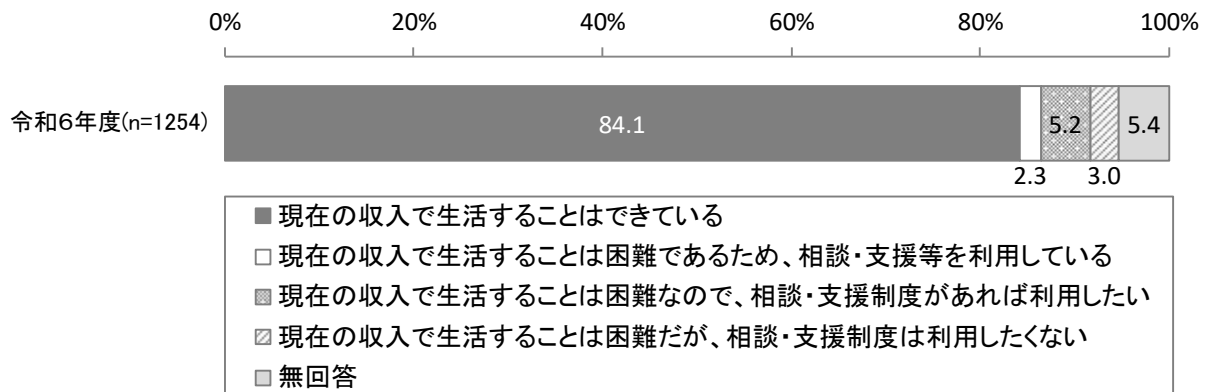 0% 20% 40% 60% 80% 100%
令和6年度(n=1254)
84.1 5.2 5.4
2.3 3.0
現在の収入で生活することはできている
現在の収入で生活することは困難であるため、相談・支援等を利用している
現在の収入で生活することは困難なので、相談・支援制度があれば利用したい
現在の収入で生活することは困難だが、相談・支援制度は利用したくない
無回答